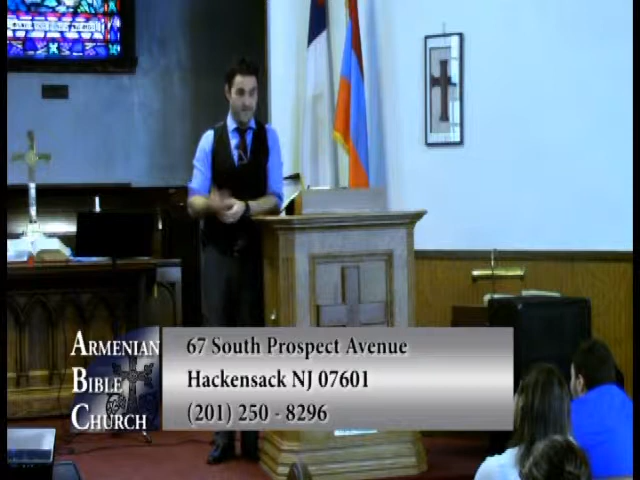 ARMENIAN
BIBLE
CHURCH
67 South Prospect Avenue
Hackensack NJ 07601
(201) 250 - 8296